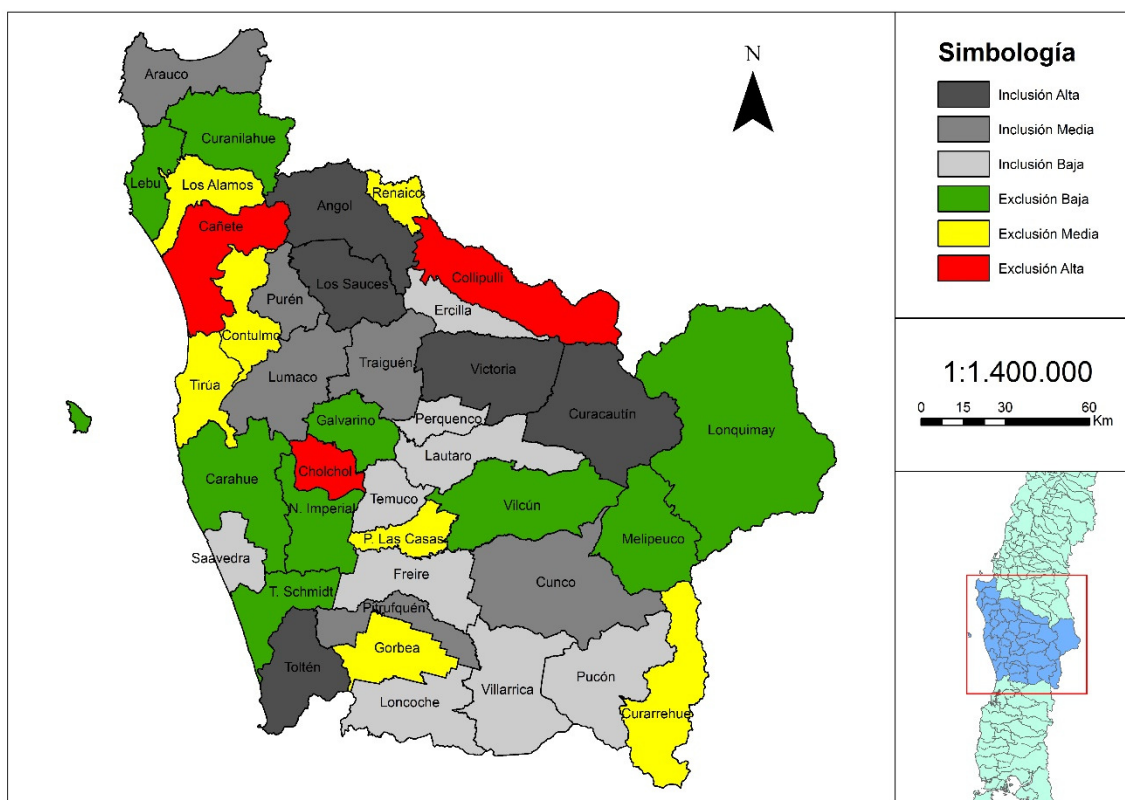 Arauco
Curanilahue
Lebu
Los Alamos
Cañete
Angol
Renaico
Collipulli
Los Sauces
Purén
Ercilla
Contulmo
Tirúa
Lumaco
Traiguén
Victoria
Curacautín
Lonquimay
Galvarino
Perquenco
Lautaro
Cholchol
Carahue
Temuco
N. Imperial
Vilcún
P. Las Casas
Melipeuco
Saavedra
Freire
Cunco
T. Schmidt
Pitrufquén
Gorbea
Toltén
Villarrica
Pucón
Loncoche
Curarrehue
N
Simbología
Inclusión Alta
Inclusión Media
Inclusión Baja
Exclusión Baja
Exclusión Media
Exclusión Alta
1:1.400.000
0 15 30 60
Km